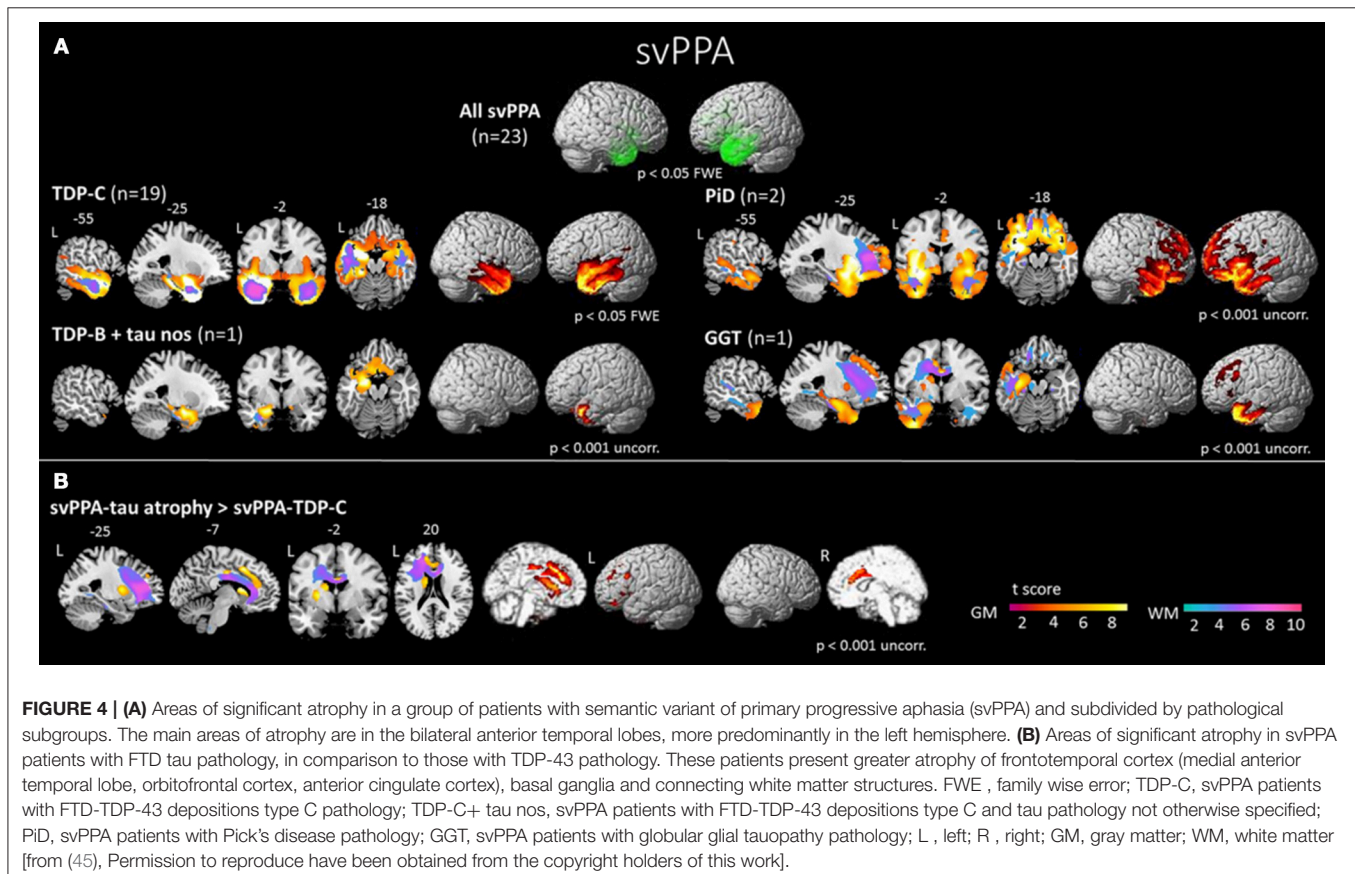 A
svPPA
All svPPA
(n=23)
p < 0.05 FWE
TDP-C (n=19)
-55
-25
-2
-18
L
L
p < 0.05 FWE
PiD (n=2)
-55
-25
-2
-18
L
L
p < 0.001 uncorr.
TDP-B + tau nos (n=1)
p < 0.001 uncorr.
GGT (n=1)
p < 0.001 uncorr.
B
svPPA-tau atrophy > svPPA-TDP-C
-25
-7
-2
20
L
L
L
L
R
p < 0.001 uncorr.
t score
GM
2 4 6 8
WM
2 4 6 8 10
FIGURE 4 | (A) Areas of significant atrophy in a group of patients with semantic variant of primary progressive aphasia (svPPA) and subdivided by pathological
subgroups. The main areas of atrophy are in the bilateral anterior temporal lobes, more predominantly in the left hemisphere. (B) Areas of significant atrophy in svPPA
patients with FTD tau pathology, in comparison to those with TDP-43 pathology. These patients present greater atrophy of frontotemporal cortex (medial anterior
temporal lobe, orbitofrontal cortex, anterior cingulate cortex), basal ganglia and connecting white matter structures. FWE , family wise error; TDP-C, svPPA patients
with FTD-TDP-43 depositions type C pathology; TDP-C+ tau nos, svPPA patients with FTD-TDP-43 depositions type C and tau pathology not otherwise specified;
PiD, svPPA patients with Pick's disease pathology; GGT, svPPA patients with globular glial tauopathy pathology; L , left; R , right; GM, gray matter; WM, white matter
[from (45), Permission to reproduce have been obtained from the copyright holders of this work].